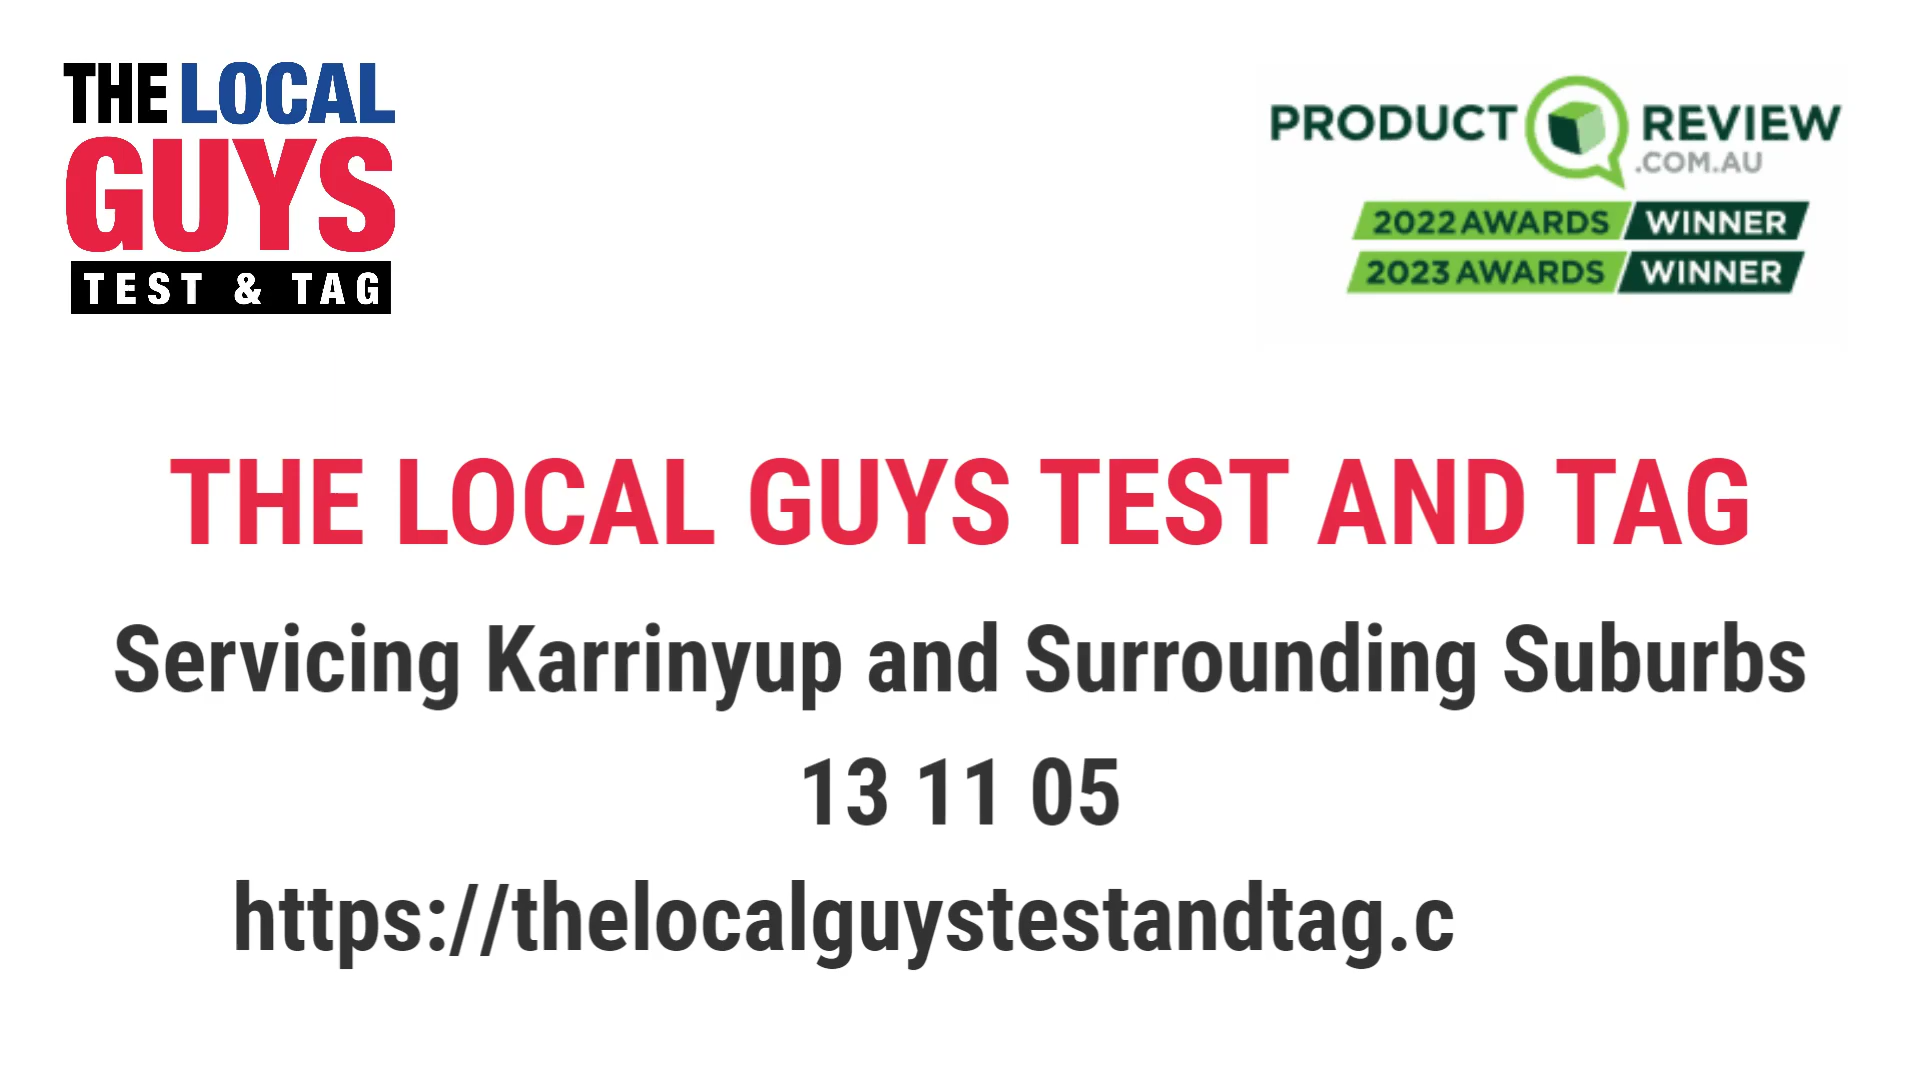 THE LOCAL
GUYS
TEST & TAG
PRODUCT REVIEW
.COM.AU
2022 AWARDS WINNER
2023 AWARDS WINNER
THE LOCAL GUYS TEST AND TAG
Servicing Karrinyup and Surrounding Suburbs
13 11 05
https://thelocalguystestandtag.c